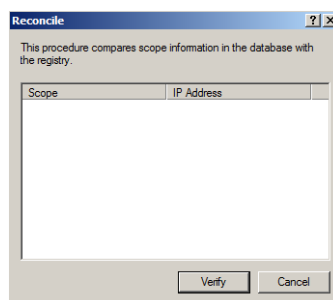 Reconcile
This procedure compares scope information in the database with
the registry.
Scope IP Address
Verify Cancel